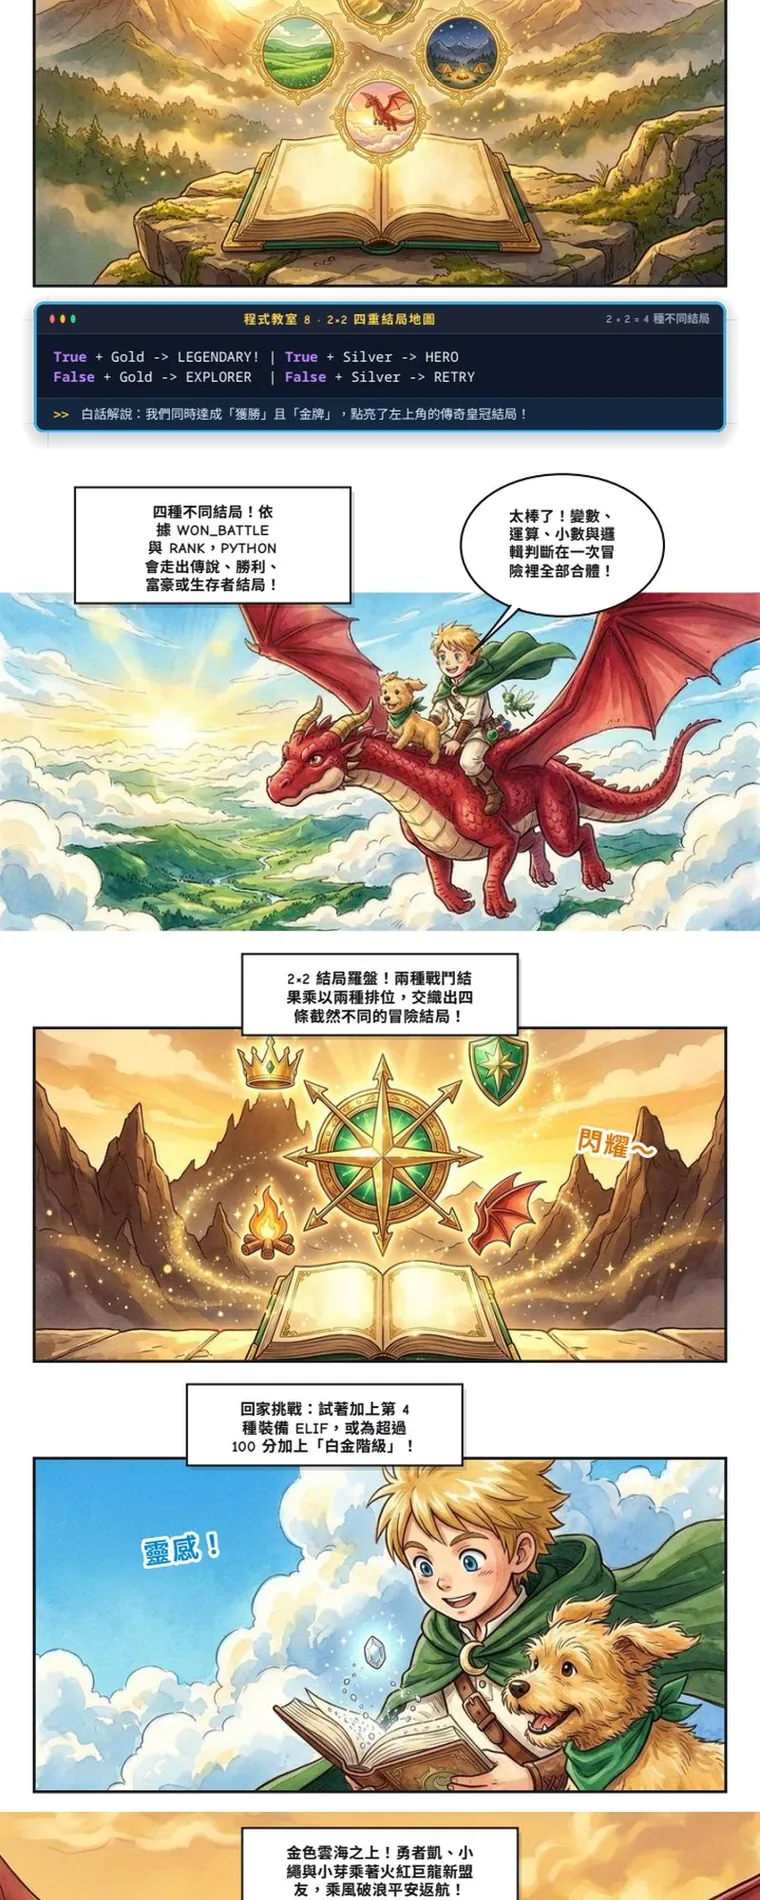 程式教室 8 · 2×2 四重結局地圖
2 × 2 = 4 種不同結局
True + Gold -> LEGENDARY! | True + Silver -> HERO
False + Gold -> EXPLORER | False + Silver -> RETRY
>> 白話解說：我們同時達成「獲勝」且「金牌」，點亮了左上角的傳奇皇冠結局！
四種不同結局！依
據 WON_BATTLE
與 RANK，PYTHON
會走出傳說、勝利、
富豪或生存者結局！
太棒了！變數、
運算、小數與邏
輯判斷在一次冒
險裡全部合體！
2×2 結局羅盤！兩種戰鬥結
果乘以兩種排位，交織出四
條截然不同的冒險結局！
閃耀～
回家挑戰：試著加上第 4
種裝備 ELIF，或為超過
100 分加上「白金階級」！
靈感！
金色雲海之上！勇者凱、小
繩與小芽乘著火紅巨龍新盟
友，乘風破浪平安返航！